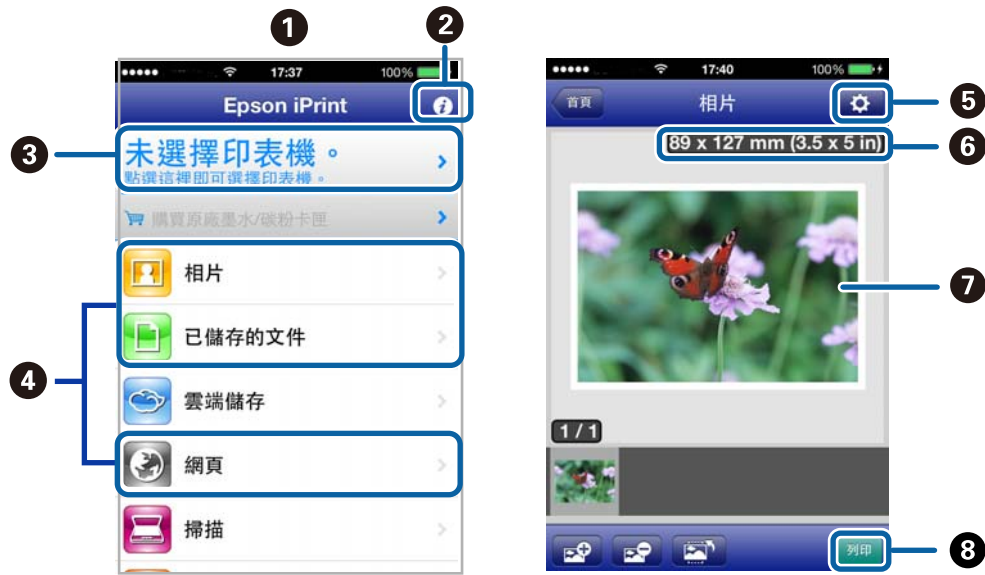 1
2
17:37
100%
Epson iPrint
3
未選擇印表機。
點選這裡即可選擇印表機。
購買原廠墨水/碳粉卡匣
相片
已儲存的文件
4
雲端儲存
網頁
掃描
17:40
100%
首頁
相片
5
89 x 127 mm (3.5 x 5 in)
6
7
1 / 1
列印
8